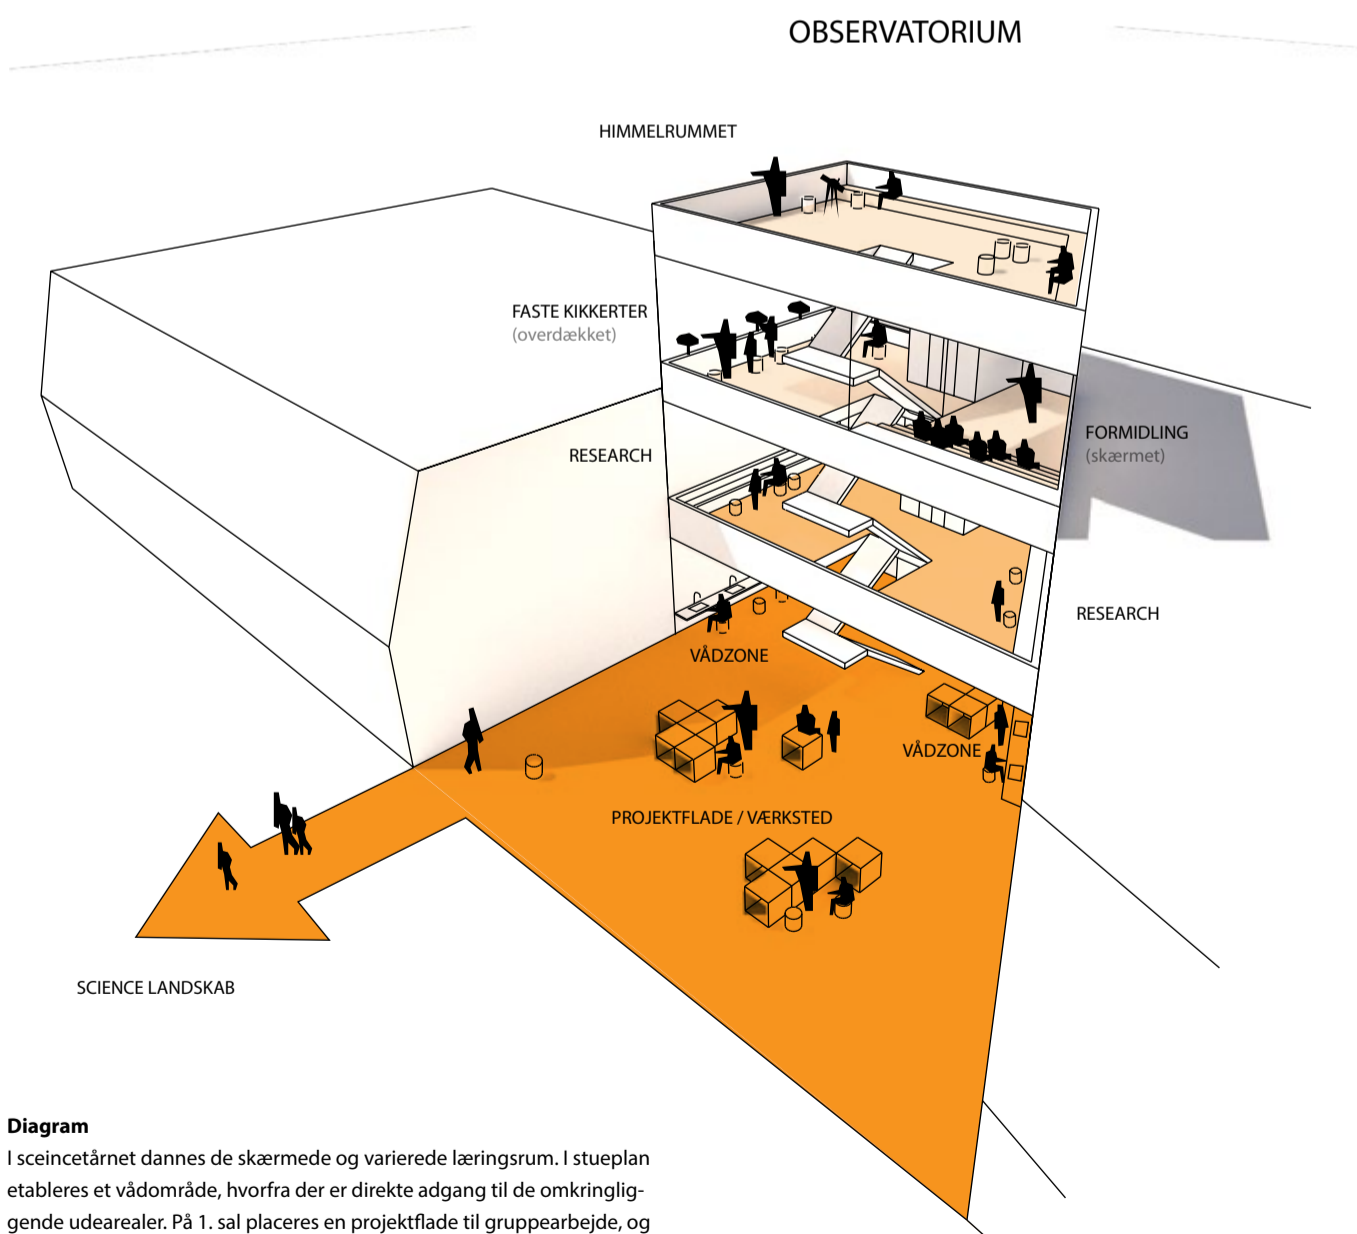 OBSERVATORIUM
HIMMELRUMMET
FASTE KIKKERTER
(overdækket)
FORMIDLING
(skærmet)
RESEARCH
RESEARCH
VÅDZONE
VÅDZONE
PROJEKTFLADE / VÆRKSTED
SCIENCE LANDSKAB
Diagram
I sceincetårnet dannes de skærmede og varierede læringsrum. I stueplan
etableres et vådområde, hvorfra der er direkte adgang til de omkringlig-
gende udearealer. På 1. sal placeres en projektflade til gruppearbejde, og